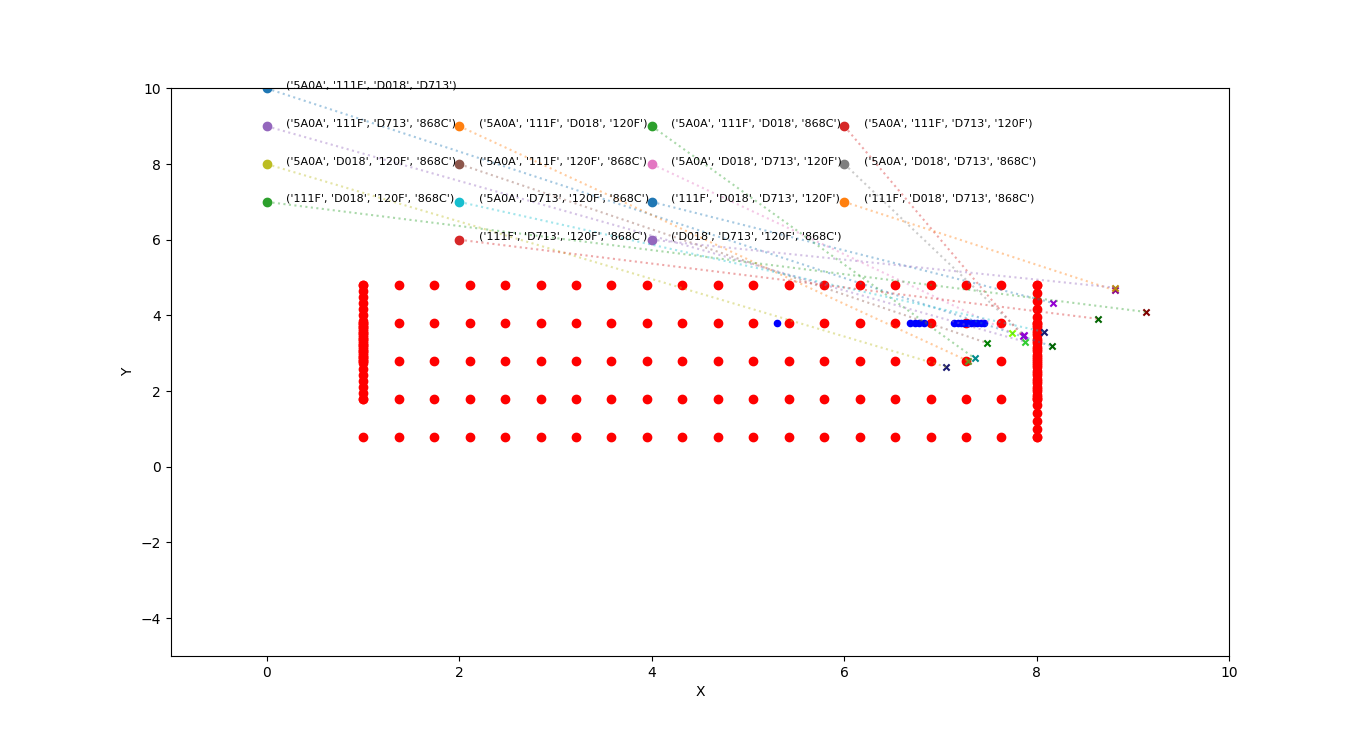 10
('5A0A', '111F', 'D018', 'D713')
('5A0A', '111F', 'D713', '868C') ('5A0A', '111F', 'D018', '120F') ('5A0A', '111F', 'D018', '868C') ('5A0A', '111F', 'D713', '120F')
8 ('5A0A', 'D018', '120F', '868C') ('5A0A', '111F', '120F', '868C') ('5A0A', 'D018', 'D713', '120F') ('5A0A', 'D018', 'D713', '868C')
('111F', 'D018', '120F', '868C') ('5A0A', 'D713', '120F', '868C') ('111F', 'D018', 'D713', '120F') ('111F', 'D018', 'D713', '868C')
6 ('111F', 'D713', '120F', '868C') ('D018', 'D713', '120F', '868C')
4
Y
2
0
−2
−4
0 2 4 6 8 10
X